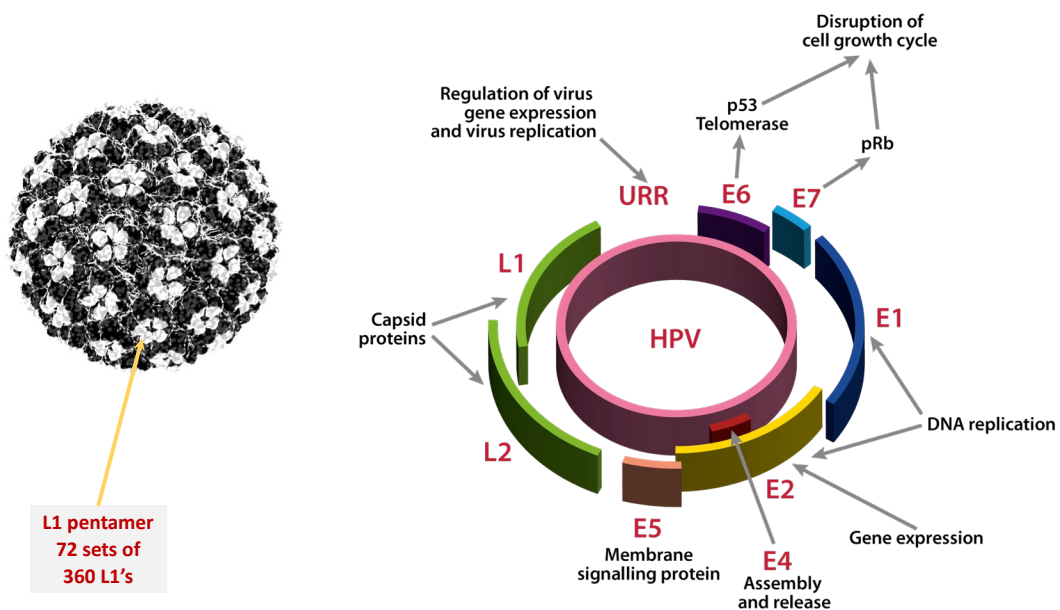 Disruption of
cell growth cycle
Regulation of virus
gene expression
and virus replication
p53
Telomerase
pRb
URR
E6
E7
L1
E1
Capsid
proteins
HPV
DNA replication
L2
E2
E5
Gene expression
Membrane
signalling protein
E4
Assembly
and release
L1 pentamer
72 sets of
360 L1's